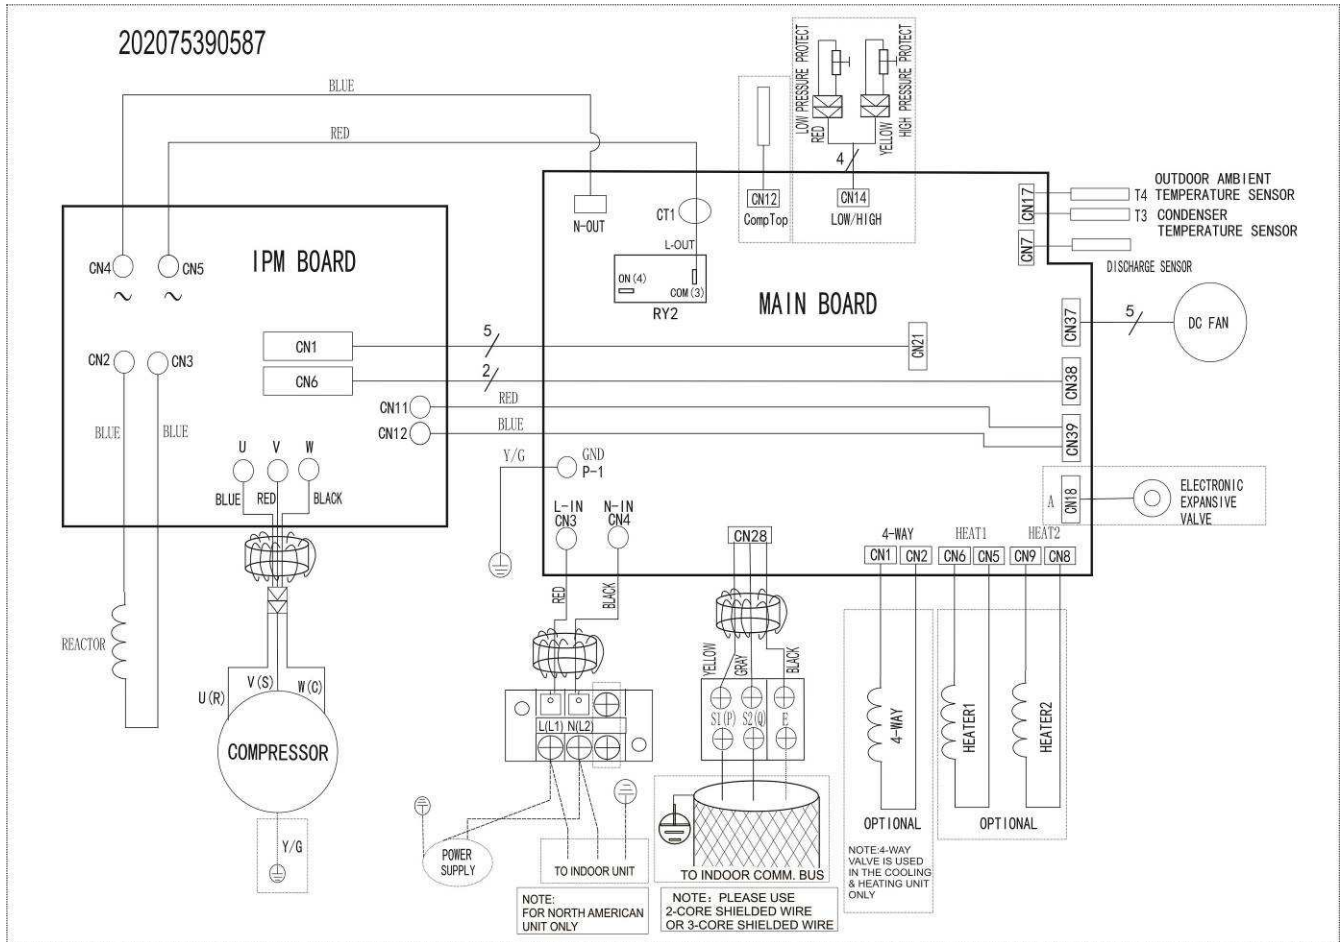 202075390587
BLUE
RED
LOW PRESSURE PROTECT
RED
YELLOW
HIGH PRESSURE PROTECT
4
CN12
CompTop
CN14
LOW/HIGH
CN17
T4
OUTDOOR AMBIENT
TEMPERATURE SENSOR
T3
CONDENSER
TEMPERATURE SENSOR
CN7
DISCHARGE SENSOR
N-OUT
CT1
L-OUT
ON(4)
COM(3)
RY2
IPM BOARD
MAIN BOARD
CN4
~
CN5
~
CN2
CN3
CN1
5
CN21
CN6
2
CN38
CN37
5
DC FAN
CN11
RED
CN12
BLUE
CN39
BLUE
BLUE
U
V
W
BLUE
RED
BLACK
Y/G
GND
P-1
L-IN
CN3
N-IN
CN4
CN28
A
CN18
ELECTRONIC
EXPANSIVE
VALVE
4-WAY
CN1
CN2
HEAT1
CN6
CN5
HEAT2
CN9
CN8
RED
BLACK
YELLOW
GRAY
BLACK
REACTOR
U(R)
V(S)
W(C)
COMPRESSOR
Y/G
L(L1)
N(L2)
S1(P)
S2(Q)
E
4-WAY
HEATER1
HEATER2
OPTIONAL
OPTIONAL
POWER
SUPPLY
TO INDOOR UNIT
TO INDOOR COMM. BUS
NOTE:4-WAY
VALVE IS USED
IN THE COOLING
& HEATING UNIT
ONLY
NOTE:
FOR NORTH AMERICAN
UNIT ONLY
NOTE: PLEASE USE
2-CORE SHIELDED WIRE
OR 3-CORE SHIELDED WIRE